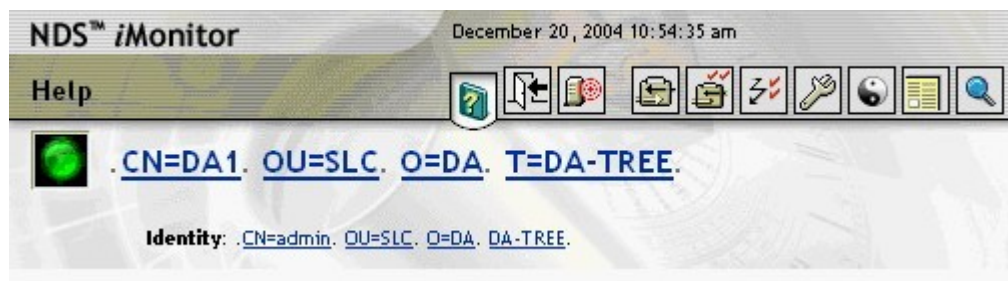 NDS™ iMonitor December 20, 2004 10:54:35 am
Help
.CN=DA1. OU=SLC. O=DA. T=DA-TREE.
Identity: .CN=admin. OU=SLC. O=DA. DA-TREE.